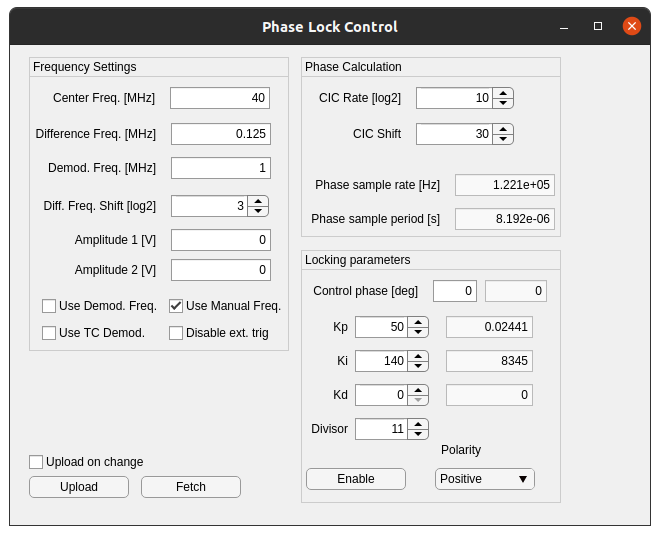 Phase Lock Control
Frequency Settings
Center Freq. [MHz] 40
Difference Freq. [MHz] 0.125
Demod. Freq. [MHz] 1
Diff. Freq. Shift [log2] 3
Amplitude 1 [V] 0
Amplitude 2 [V] 0
Use Demod. Freq. Use Manual Freq.
Use TC Demod. Disable ext. trig
Upload on change
Upload Fetch
Phase Calculation
CIC Rate [log2] 10
CIC Shift 30
Phase sample rate [Hz] 1.221e+05
Phase sample period [s] 8.192e-06
Locking parameters
Control phase [deg] 0 0
Kp 50 0.02441
Ki 140 8345
Kd 0 0
Divisor 11
Polarity
Enable Positive